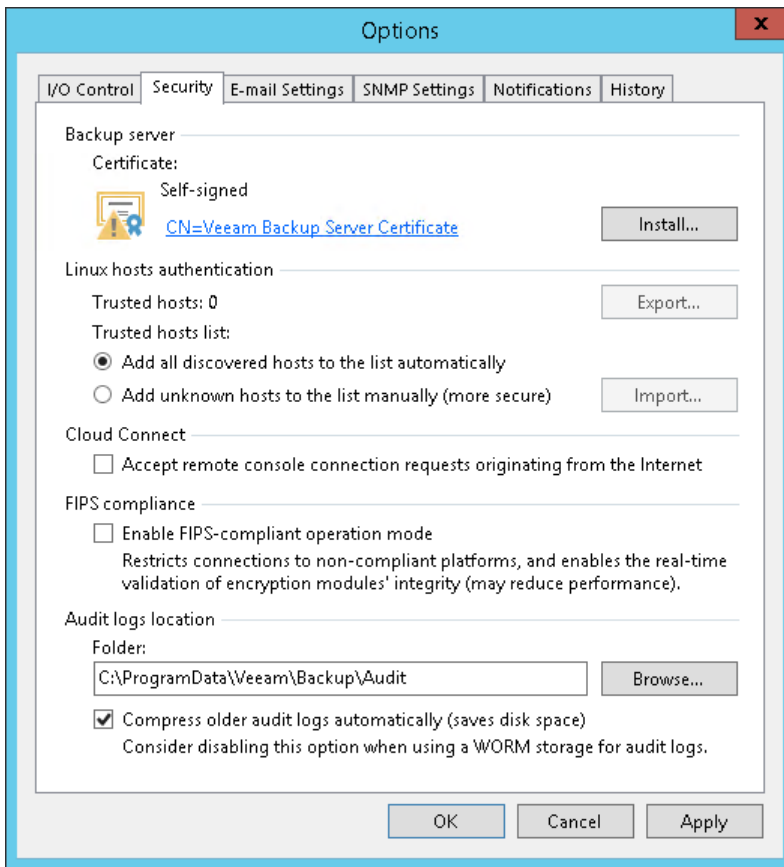 Options
x
I/O Control Security E-mail Settings SNMP Settings Notifications History
Backup server
Certificate:
Self-signed
CN=Veeam Backup Server Certificate
Install...
Linux hosts authentication
Trusted hosts: 0
Export...
Trusted hosts list:
Add all discovered hosts to the list automatically
Add unknown hosts to the list manually (more secure)
Import...
Cloud Connect
Accept remote console connection requests originating from the Internet
FIPS compliance
Enable FIPS-compliant operation mode
Restricts connections to non-compliant platforms, and enables the real-time
validation of encryption modules' integrity (may reduce performance).
Audit logs location
Folder:
C:\ProgramData\Veeam\Backup\Audit
Browse...
Compress older audit logs automatically (saves disk space)
Consider disabling this option when using a WORM storage for audit logs.
OK Cancel Apply